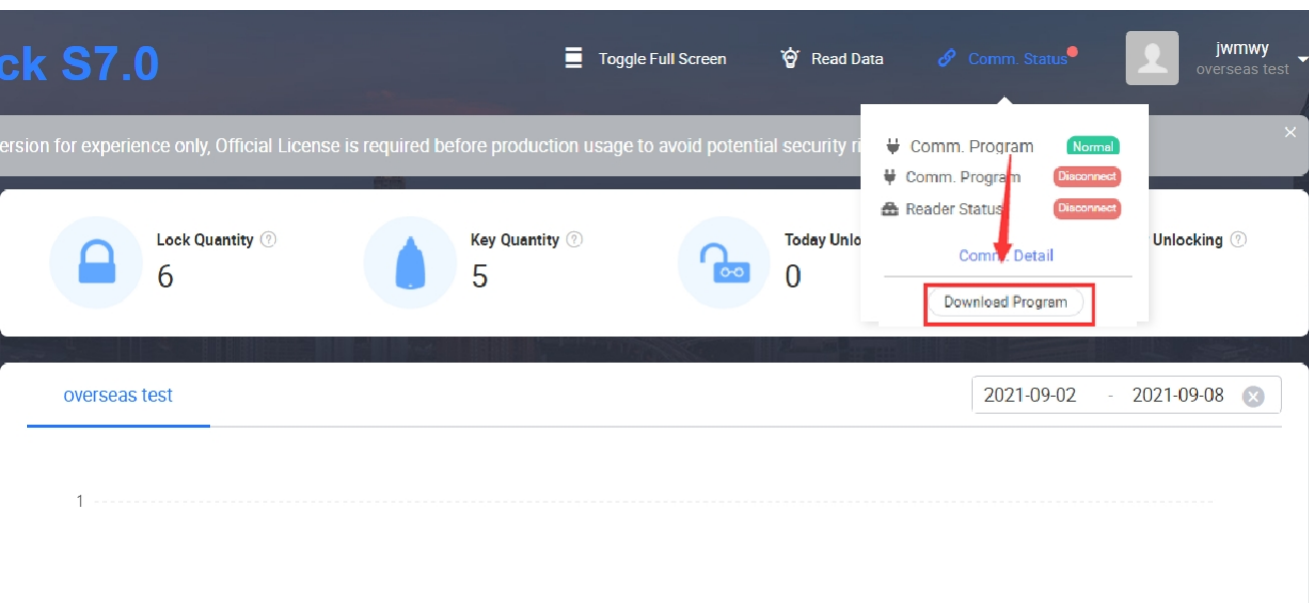 ck S7.0
Toggle Full Screen
Read Data
Comm. Status
jwmwy
overseas test
ersion for experience only, Official License is required before production usage to avoid potential security ri
Comm. Program Normal
Comm. Program Disconnect
Reader Status Disconnect
Comm. Detail
Download Program
Lock Quantity ?
6
Key Quantity ?
5
Today Unlo
0
Unlocking ?
overseas test
2021-09-02 - 2021-09-08
1